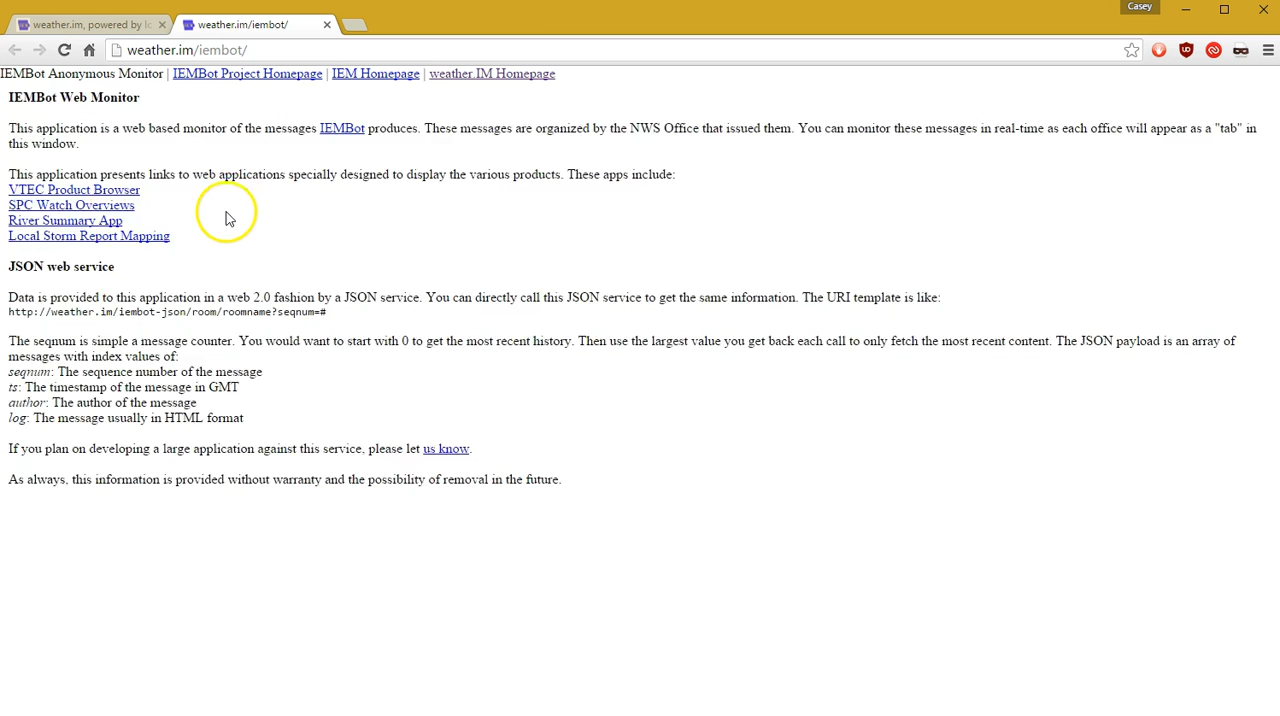 Casey
weather.im, powered by Ic
weather.im/iembot/
weather.im/iembot/
IEMBot Anonymous Monitor | IEMBot Project Homepage | IEM Homepage | weather.IM Homepage
IEMBot Web Monitor
This application is a web based monitor of the messages IEMBot produces. These messages are organized by the NWS Office that issued them. You can monitor these messages in real-time as each office will appear as a "tab" in
this window.
This application presents links to web applications specially designed to display the various products. These apps include:
VTEC Product Browser
SPC Watch Overviews
River Summary App
Local Storm Report Mapping
JSON web service
Data is provided to this application in a web 2.0 fashion by a JSON service. You can directly call this JSON service to get the same information. The URI template is like:
http://weather.im/iembot-json/room/roomname?seqnum=#
The seqnum is simple a message counter. You would want to start with 0 to get the most recent history. Then use the largest value you get back each call to only fetch the most recent content. The JSON payload is an array of
messages with index values of:
seqnum: The sequence number of the message
ts: The timestamp of the message in GMT
author: The author of the message
log: The message usually in HTML format
If you plan on developing a large application against this service, please let us know.
As always, this information is provided without warranty and the possibility of removal in the future.